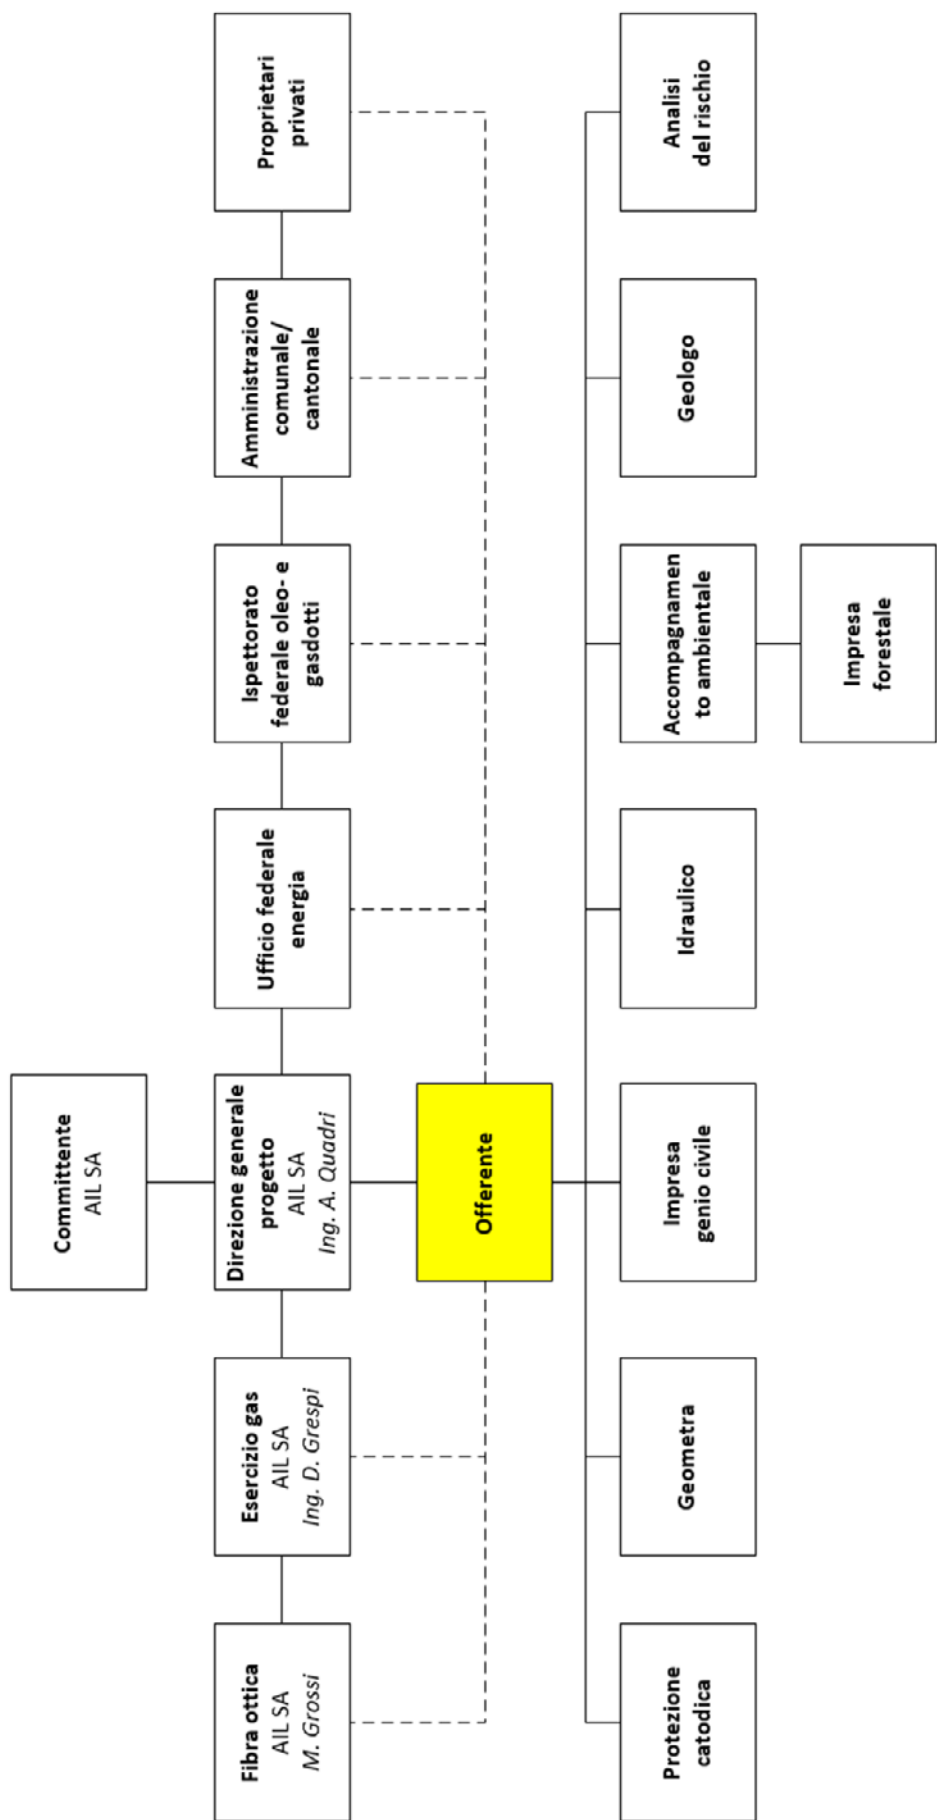 Committente
AIL SA
Fibra ottica
AIL SA
M. Grossi
Esercizio gas
AIL SA
Ing. D. Grespi
Direzione generale
progetto
AIL SA
Ing. A. Quadri
Ufficio federale
energia
Ispettorato
federale oleo- e
gasdotti
Amministrazione
comunale/
cantonale
Proprietari
privati
Offerente
Protezione
catodica
Geometra
Impresa
genio civile
Idraulico
Accompagnamen
to ambientale
Geologo
Analisi
del rischio
Impresa
forestale